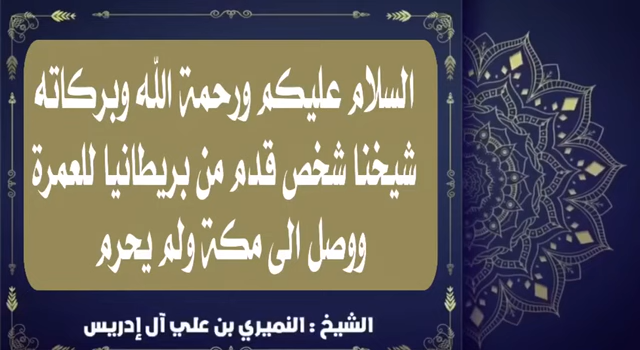 السلام عليكم ورحمة الله وبركاته
شيخنا شخص قدم من بريطانيا للعمرة
ووصل الى مكة ولم يحرم
الشيخ : النميري بن علي آل إدريس